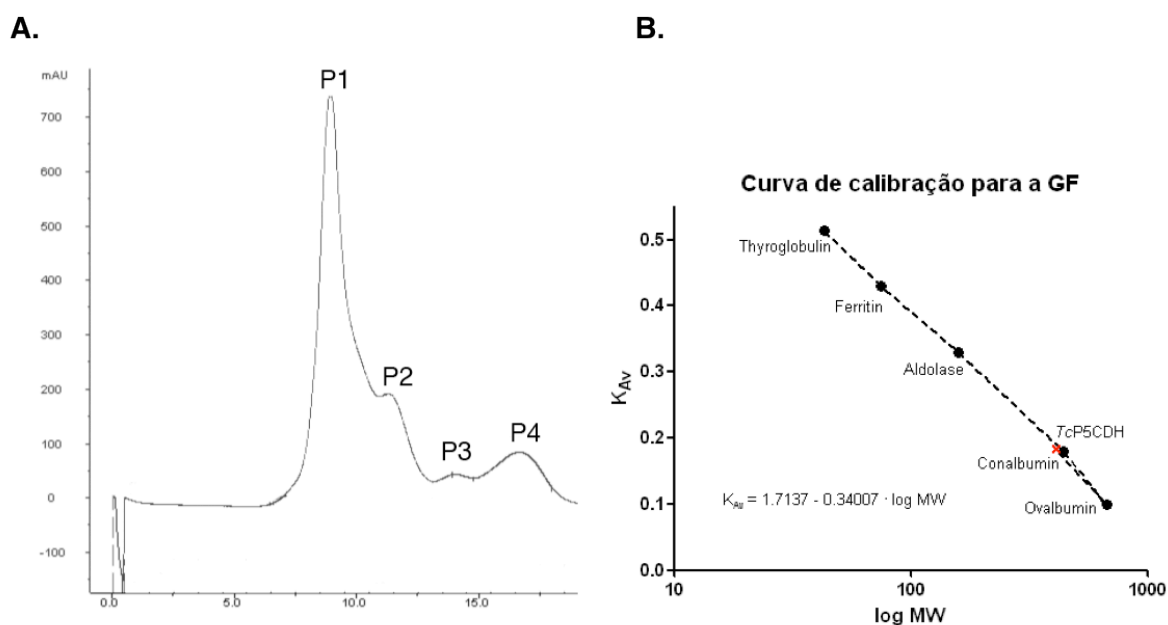 A.
B.
mAU
700
600
500
400
300
200
100
0
-100
P1
P2
P3
P4
0.0
5.0
10.0
15.0
Curva de calibração para a GF
K_Av
0.5
0.4
0.3
0.2
0.1
0.0
Thyroglobulin
Ferritin
Aldolase
TcP5CDH
Conalbumin
Ovalbumin
K_Av = 1.7137 - 0.34007 · log MW
10
100
1000
log MW